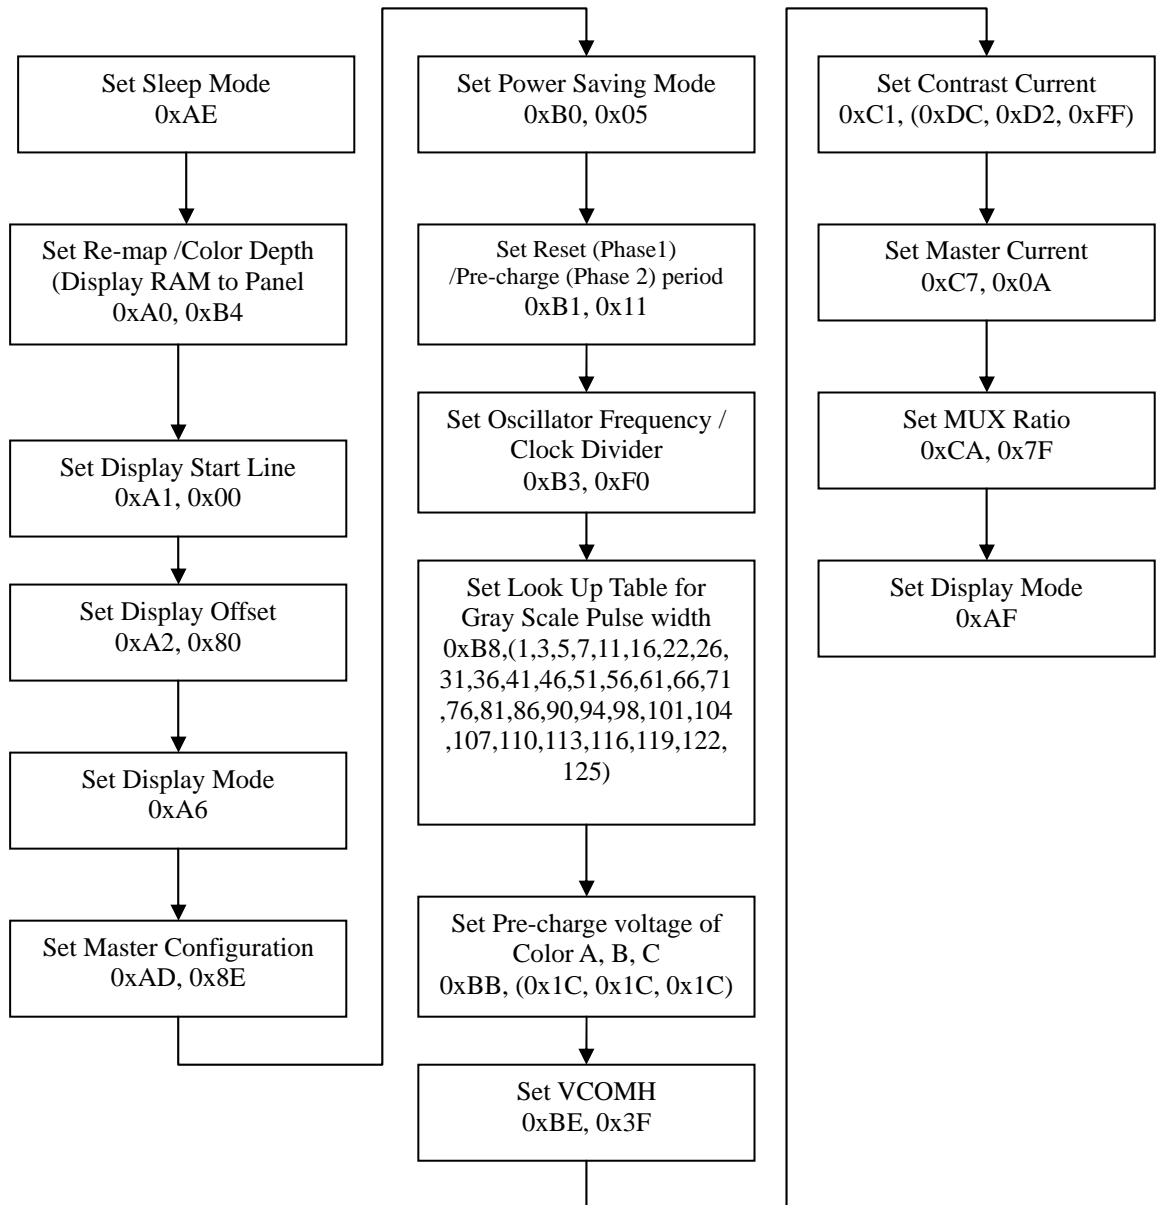 Set Sleep Mode
0xAE
Set Re-map /Color Depth
(Display RAM to Panel
0xA0, 0xB4
Set Display Start Line
0xA1, 0x00
Set Display Offset
0xA2, 0x80
Set Display Mode
0xA6
Set Master Configuration
0xAD, 0x8E
Set Power Saving Mode
0xB0, 0x05
Set Reset (Phase1)
/Pre-charge (Phase 2) period
0xB1, 0x11
Set Oscillator Frequency /
Clock Divider
0xB3, 0xF0
Set Look Up Table for
Gray Scale Pulse width
0xB8,(1,3,5,7,11,16,22,26,
31,36,41,46,51,56,61,66,71
,76,81,86,90,94,98,101,104
,107,110,113,116,119,122,
125)
Set Pre-charge voltage of
Color A, B, C
0xBB, (0x1C, 0x1C, 0x1C)
Set VCOMH
0xBE, 0x3F
Set Contrast Current
0xC1, (0xDC, 0xD2, 0xFF)
Set Master Current
0xC7, 0x0A
Set MUX Ratio
0xCA, 0x7F
Set Display Mode
0xAF